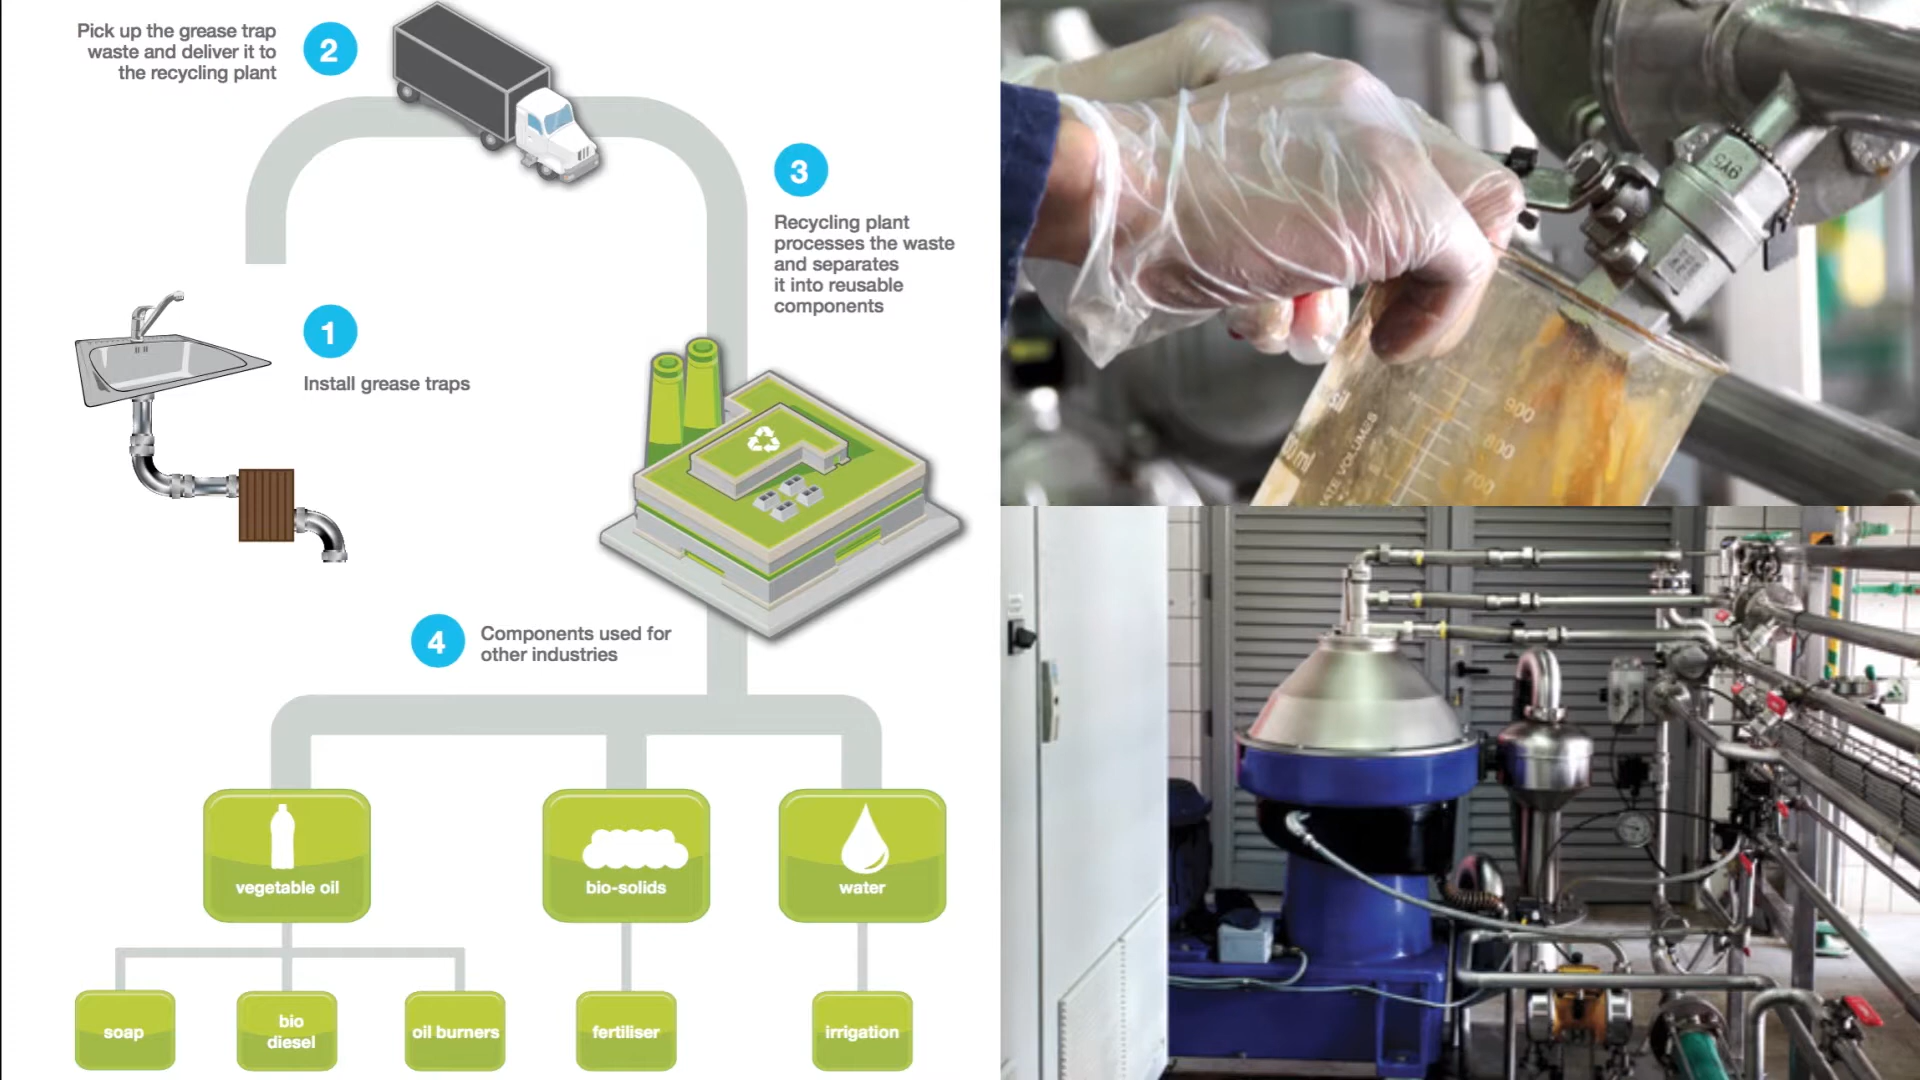 Pick up the grease trap
waste and deliver it to
the recycling plant
2
3
Recycling plant
processes the waste
and separates
it into reusable
components
1
Install grease traps
4
Components used for
other industries
vegetable oil
bio-solids
water
soap
bio
diesel
oil burners
fertiliser
irrigation
900
800
700
ml
VOLUMES